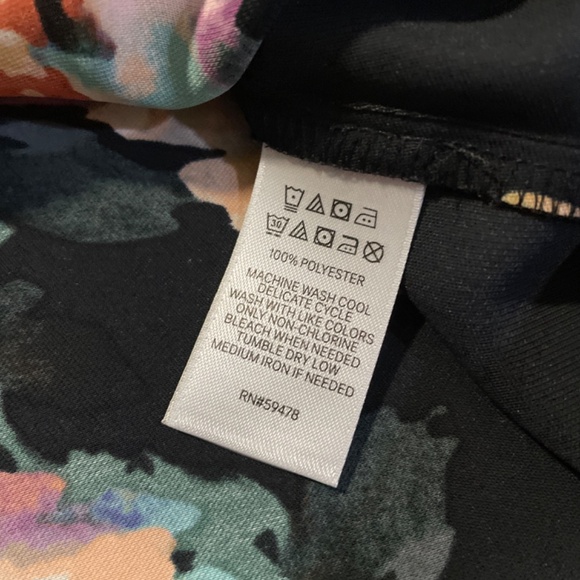 30
100% POLYESTER
MACHINE WASH COOL
DELICATE CYCLE
WASH WITH LIKE COLORS
ONLY NON-CHLORINE
BLEACH WHEN NEEDED
TUMBLE DRY LOW
MEDIUM IRON IF NEEDED
RN#59478